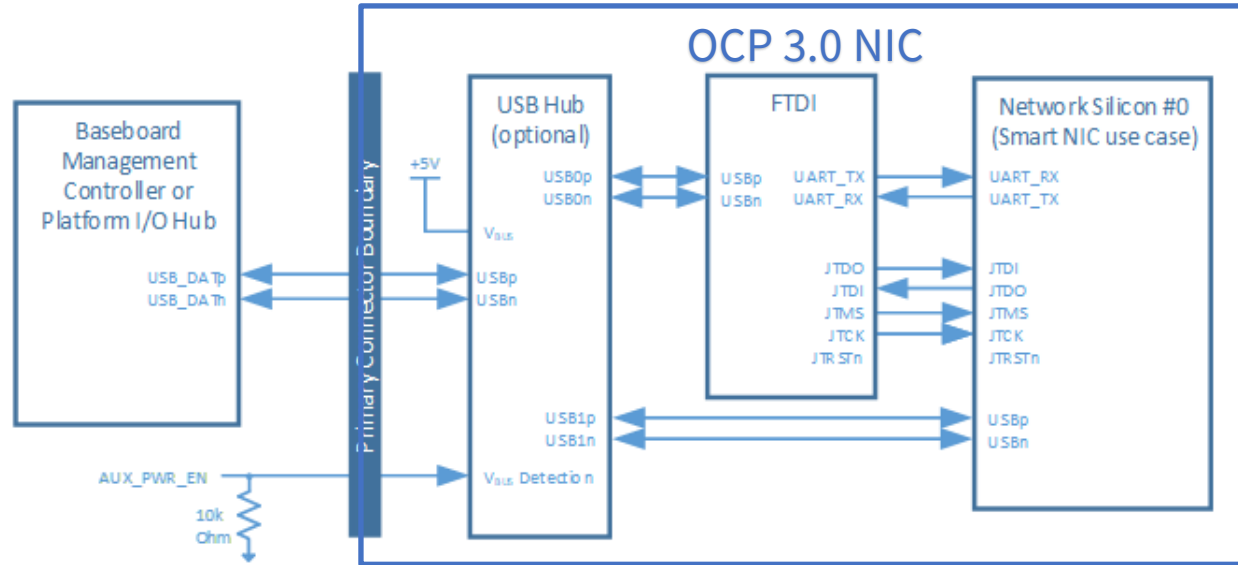 OCP 3.0 NIC
Baseboard
Management
Controller or
Platform I/O Hub
USB_DATp
USB_DATn
AUX_PWR_EN
10k
Ohm
Primary Connector Boundary
USB Hub
(optional)
+5V
USB0p
USB0n
VBUS
USBp
USBn
USB1p
USB1n
VBUS Detection
FTDI
USBp
USBn
UART_TX
UART_RX
JTDO
JTDI
JTMS
JTCK
JTRSTn
Network Silicon #0
(Smart NIC use case)
UART_RX
UART_TX
JTDI
JTDO
JTMS
JTCK
JTRSTn
USBp
USBn